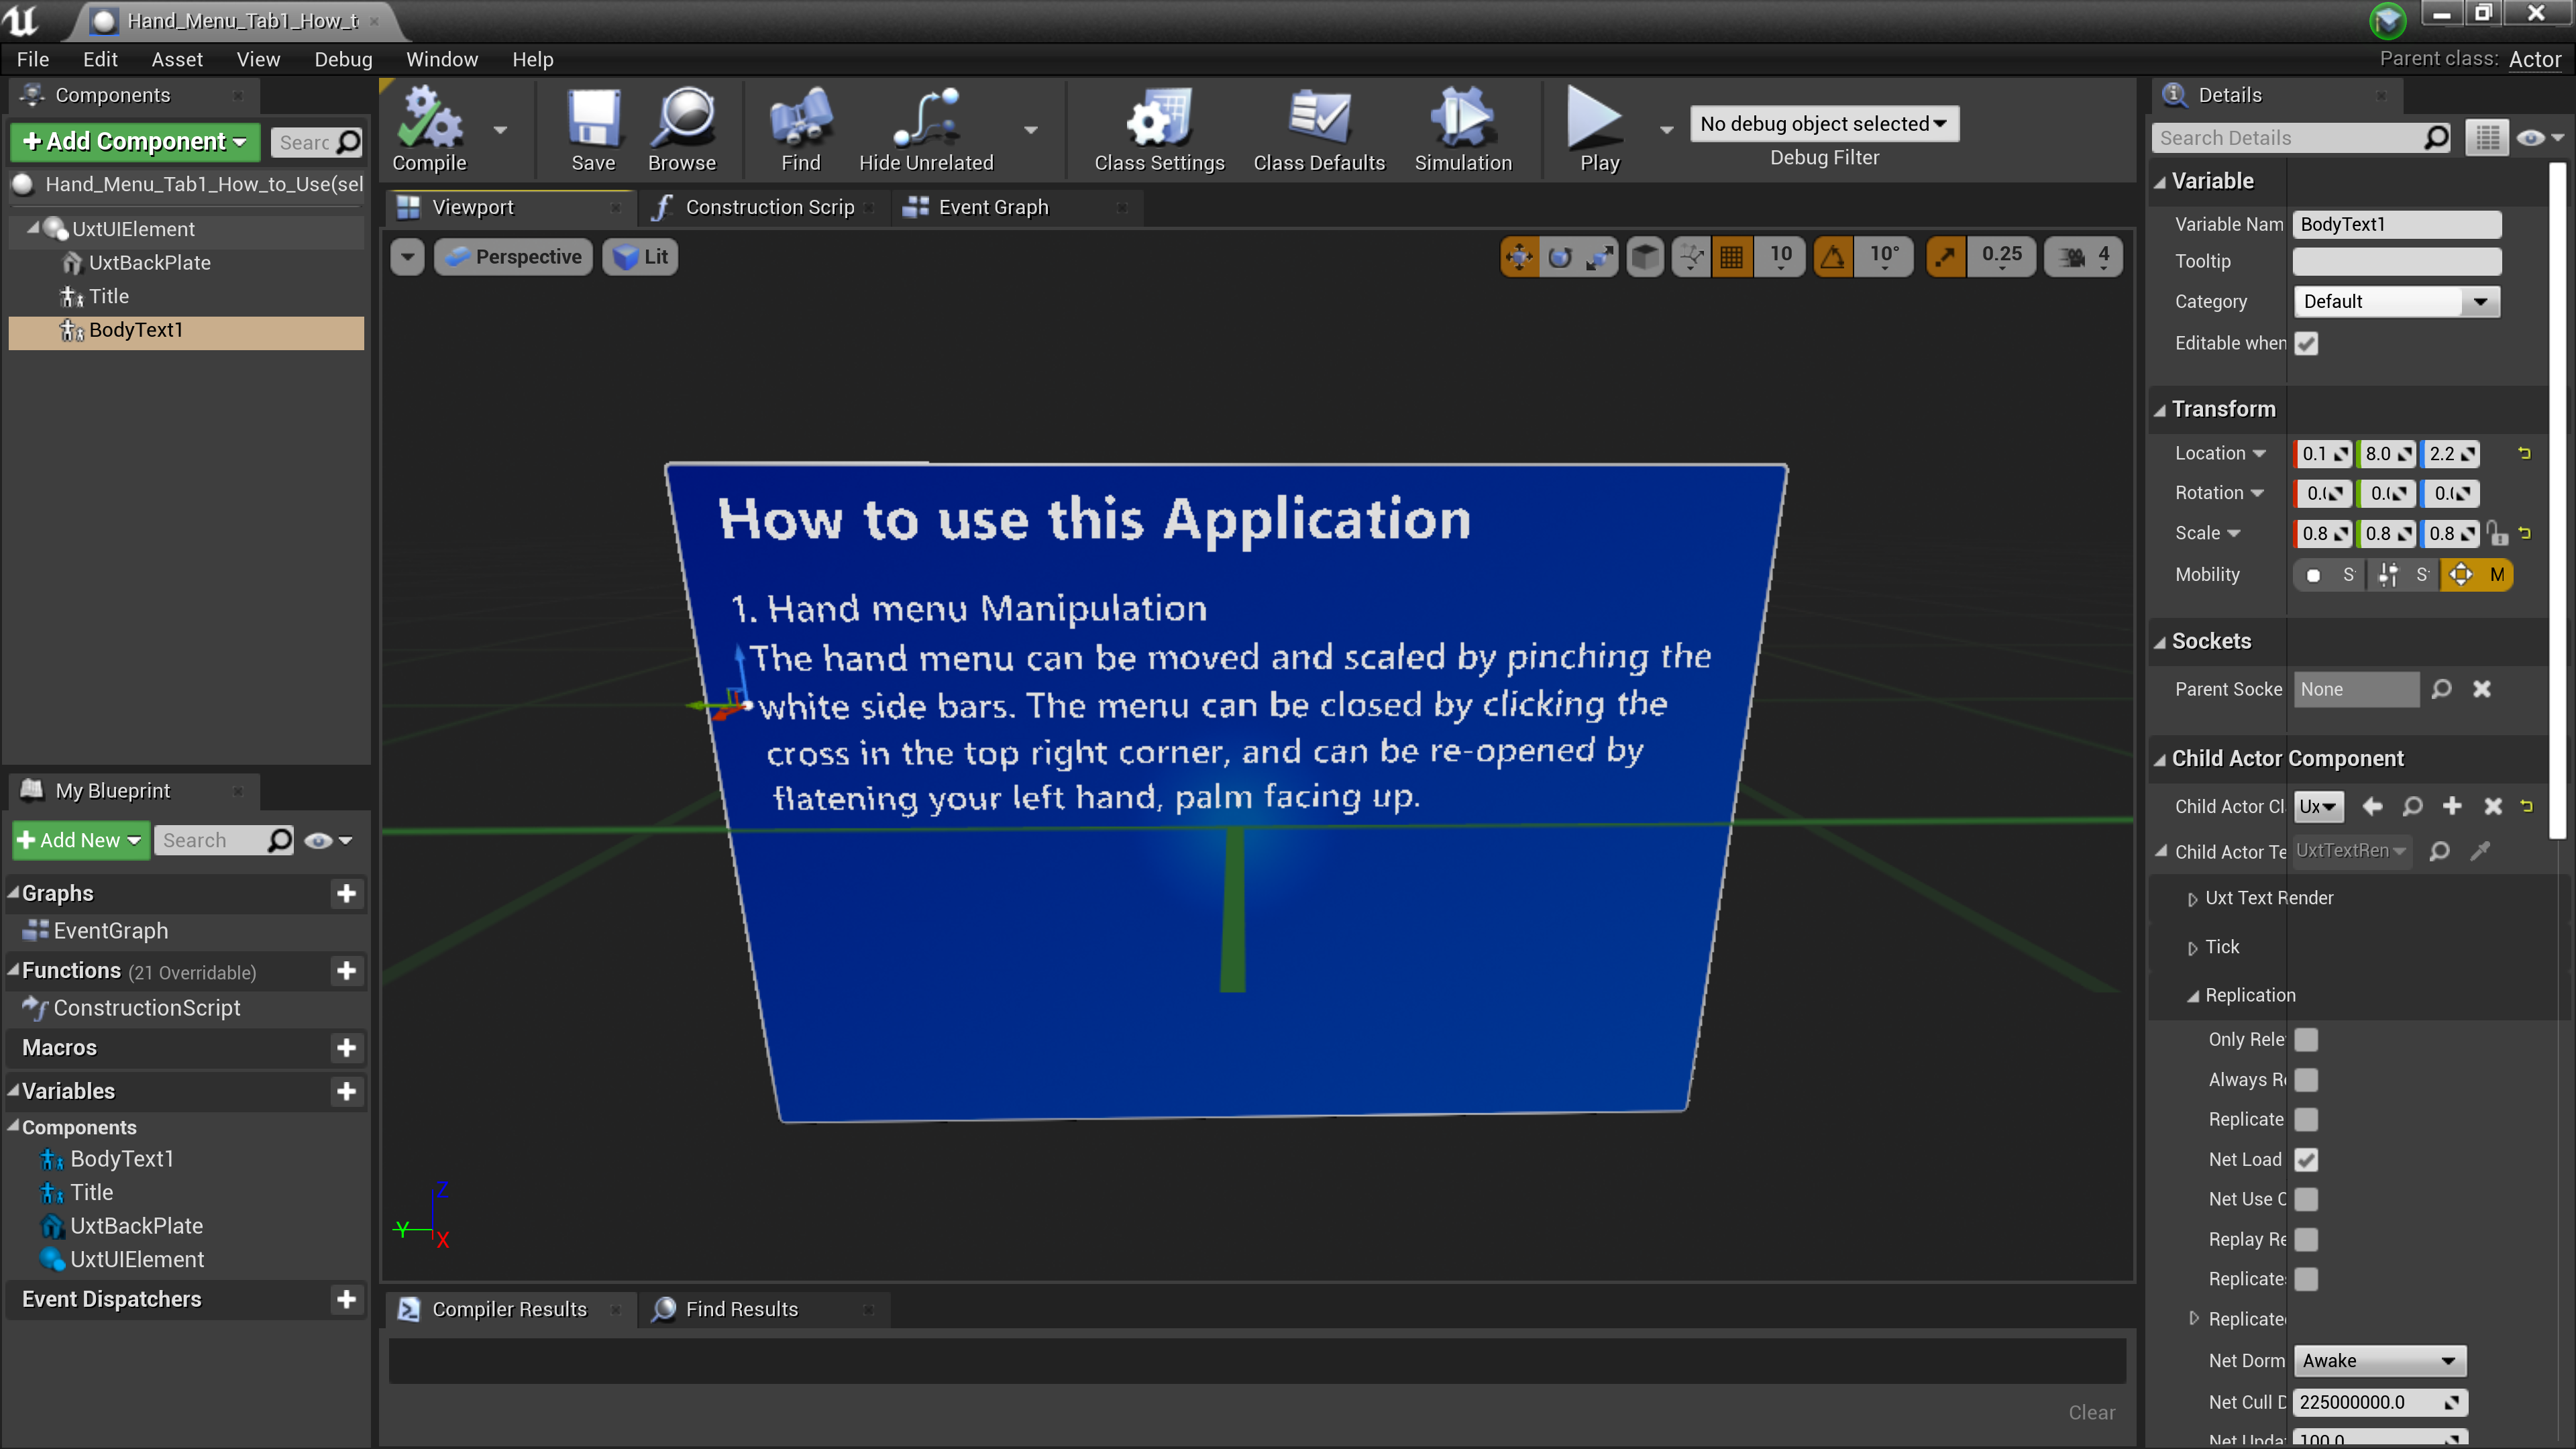 Hand_Menu_Tab1_How_t
File Edit Asset View Debug Window Help
Parent class: Actor
Components
+Add Component
Searc
Hand_Menu_Tab1_How_to_Use(sel
UxtUIElement
UxtBackPlate
Title
BodyText1
My Blueprint
+Add New
Search
Graphs
EventGraph
Functions (21 Overridable)
ConstructionScript
Macros
Variables
Components
BodyText1
Title
UxtBackPlate
UxtUIElement
Event Dispatchers
Compile
Save
Browse
Find
Hide Unrelated
Class Settings
Class Defaults
Simulation
Play
No debug object selected
Debug Filter
Viewport
Construction Scrip
Event Graph
Perspective
Lit
10
10°
0.25
4
How to use this Application
1. Hand menu Manipulation
The hand menu can be moved and scaled by pinching the
white side bars. The menu can be closed by clicking the
cross in the top right corner, and can be re-opened by
flatening your left hand, palm facing up.
Z
Y
X
Compiler Results
Find Results
Clear
Details
Search Details
Variable
Variable Nam BodyText1
Tooltip
Category Default
Editable when
Transform
Location 0.1 8.0 2.2
Rotation 0.( 0.( 0.(
Scale 0.8 0.8 0.8
Mobility S S M
Sockets
Parent Socke None
Child Actor Component
Child Actor Cl Ux
Child Actor Te UxtTextRen
Uxt Text Render
Tick
Replication
Only Rele
Always R
Replicate
Net Load
Net Use C
Replay Re
Replicate
Replicate
Net Dorm Awake
Net Cull D 225000000.0
Net Upda 100.0